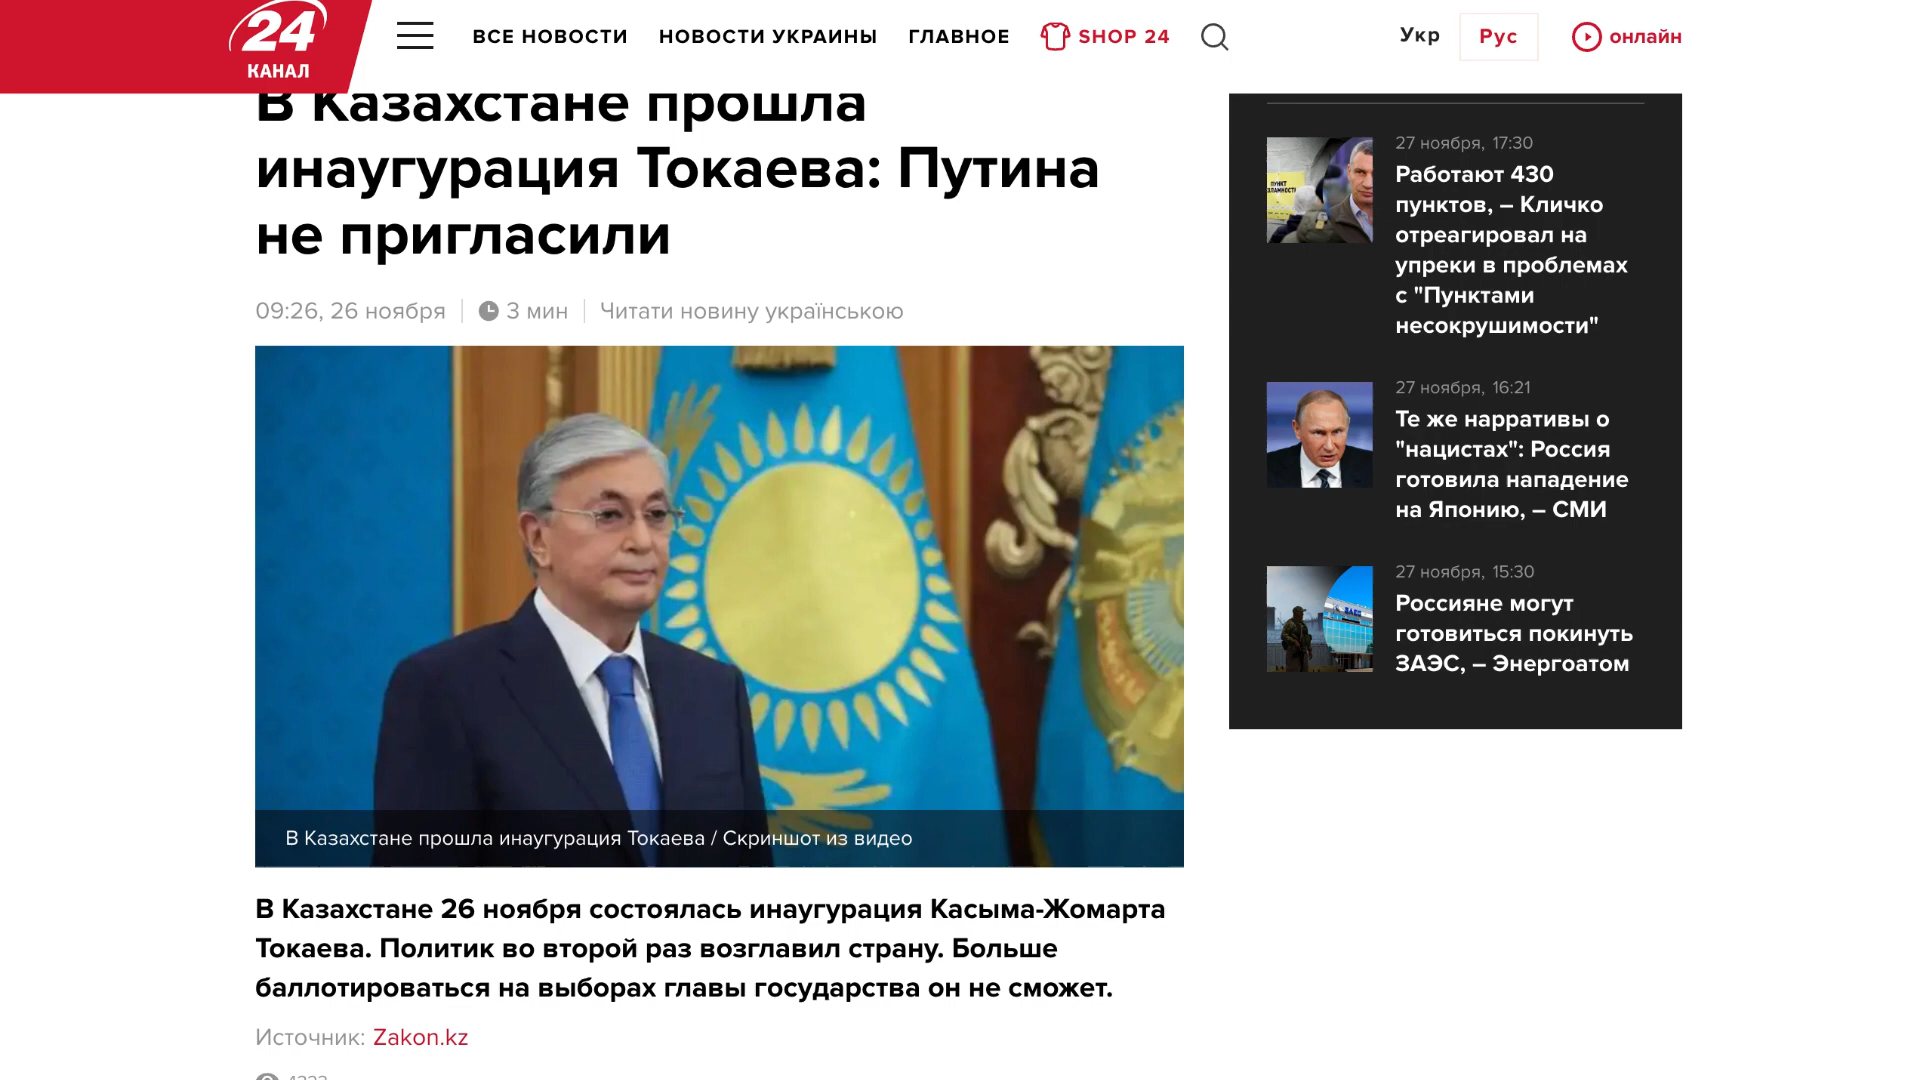 24
КАНАЛ
ВСЕ НОВОСТИ
НОВОСТИ УКРАИНЫ
ГЛАВНОЕ
SHOP 24
Укр
Рус
онлайн
В Казахстане прошла
инаугурация Токаева: Путина
не пригласили
09:26, 26 ноября
3 мин
Читати новину українською
В Казахстане прошла инаугурация Токаева / Скриншот из видео
В Казахстане 26 ноября состоялась инаугурация Касыма-Жомарта
Токаева. Политик во второй раз возглавил страну. Больше
баллотироваться на выборах главы государства он не сможет.
Источник: Zakon.kz
27 ноября, 17:30
Работают 430
пунктов, – Кличко
отреагировал на
упреки в проблемах
с "Пунктами
несокрушимости"
27 ноября, 16:21
Те же нарративы о
"нацистах": Россия
готовила нападение
на Японию, – СМИ
27 ноября, 15:30
Россияне могут
готовиться покинуть
ЗАЭС, – Энергоатом